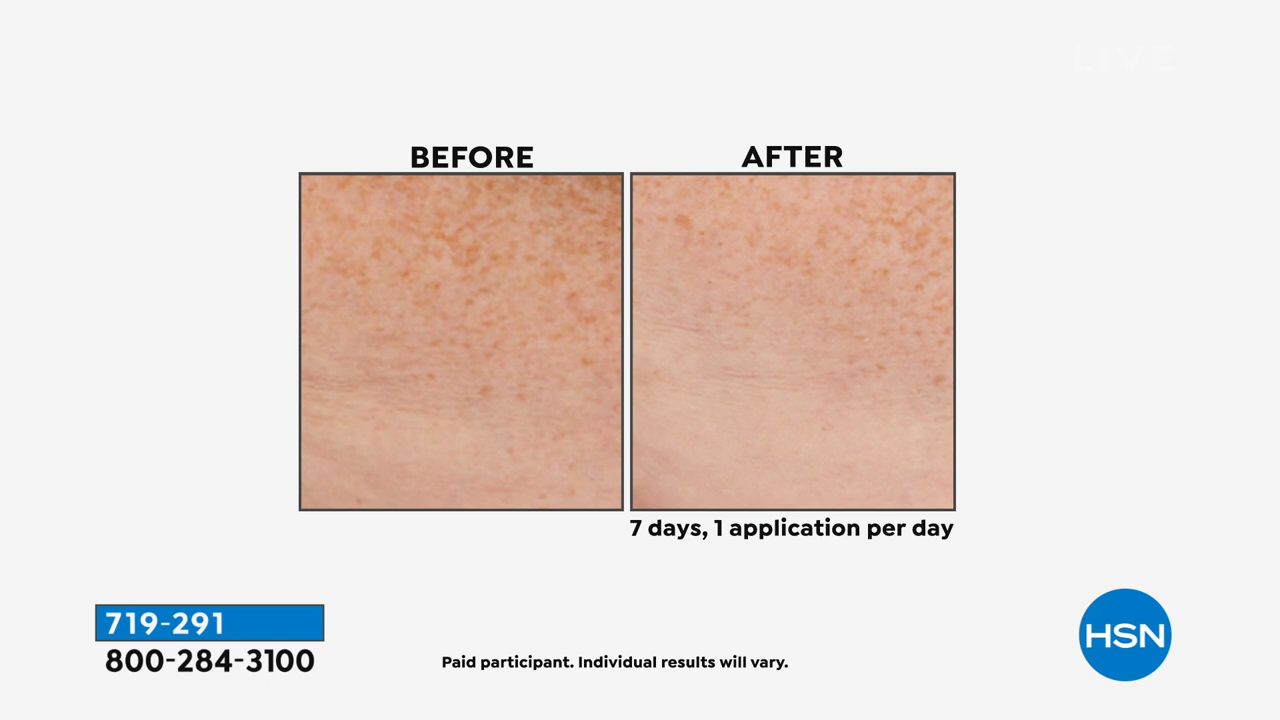 LIVE
BEFORE
AFTER
7 days, 1 application per day
719-291
800-284-3100
Paid participant. Individual results will vary.
HSN